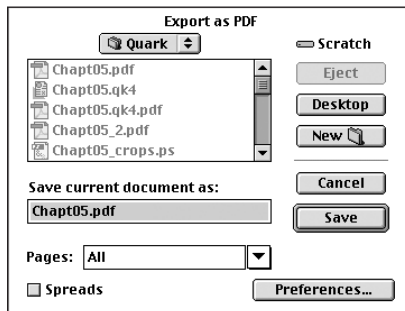 Export as PDF
Quark
Scratch
Chapt05.pdf
Chapt05.qk4
Chapt05.qk4.pdf
Chapt05_2.pdf
Chapt05_crops.ps
Eject
Desktop
New
Save current document as:
Chapt05.pdf
Cancel
Save
Pages: All
Spreads
Preferences...